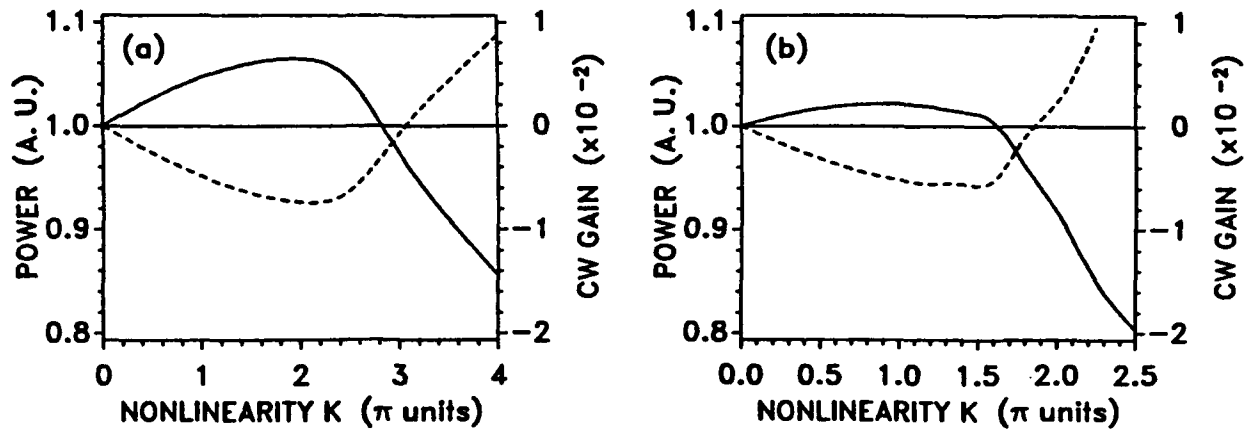 (a)
POWER (A. U.)
1.1
1.0
0.9
0.8
1
0
−1
−2
CW GAIN (x10 −2)
0 1 2 3 4
NONLINEARITY K (π units)
(b)
POWER (A. U.)
1.1
1.0
0.9
0.8
1
0
−1
−2
CW GAIN (x10 −2)
0.0 0.5 1.0 1.5 2.0 2.5
NONLINEARITY K (π units)